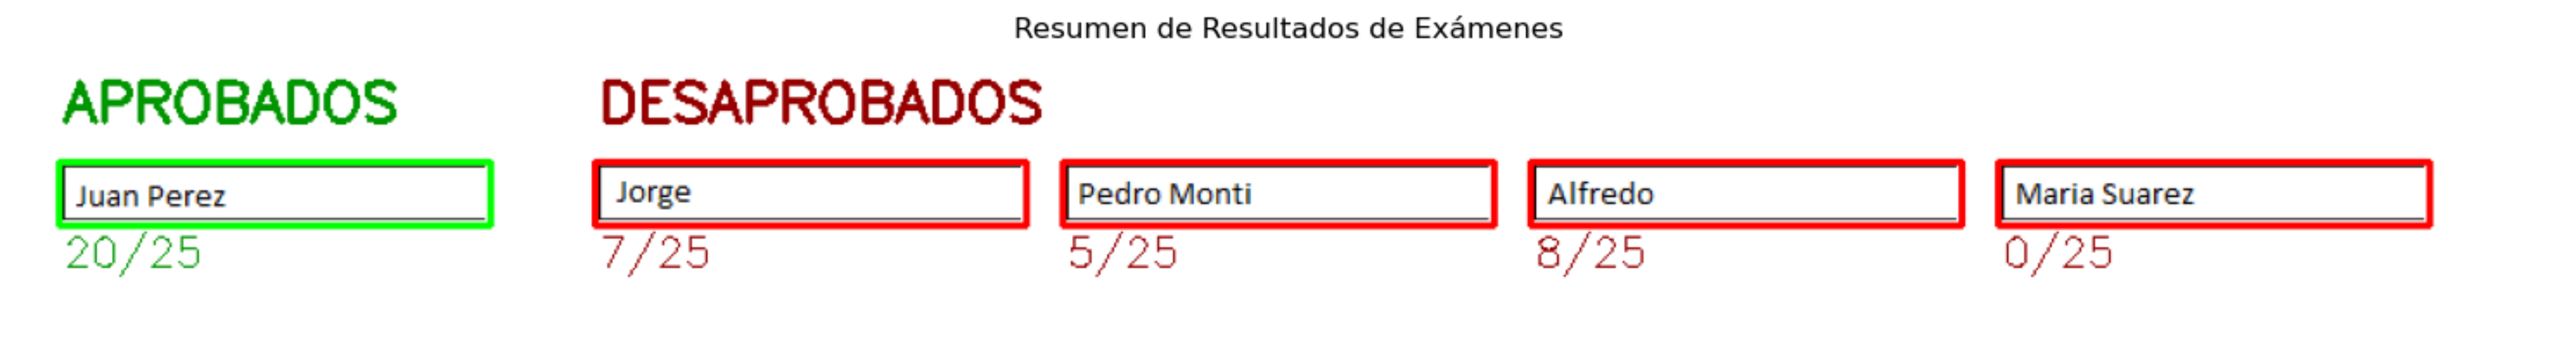 Resumen de Resultados de Exámenes
APROBADOS
Juan Perez
20/25
DESAPROBADOS
Jorge
7/25
Pedro Monti
5/25
Alfredo
8/25
Maria Suarez
0/25